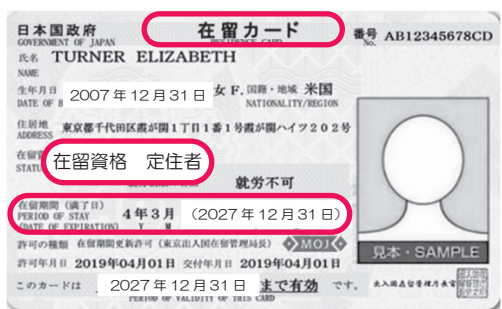 日本国政府 在留カード 番号 AB12345678CD
GOVERNMENT OF JAPAN RESIDENCE CARD No.
氏名 TURNER ELIZABETH
NAME
生年月日 2007年12月31日 女 F. 国籍・地域 米国
DATE OF B NATIONALITY/REGION
住居地 東京都千代田区霞が関1丁目1番1号霞が関ハイツ202号
ADDRESS
在留資 在留資格 定住者
STATU
就労不可
在留期間(満了日)
PERIOD OF STAY 4年3月 (2027年12月31日)
(DATE OF EXPIRATION) Y M
許可の種類 在留期間更新許可(東京出入国在留管理局長) MOJ
見本・SAMPLE
許可年月日 2019年04月01日 交付年月日 2019年04月01日
このカードは 2027年12月31日 まで有効 です。
PERIOD OF VALIDITY OF THIS CARD